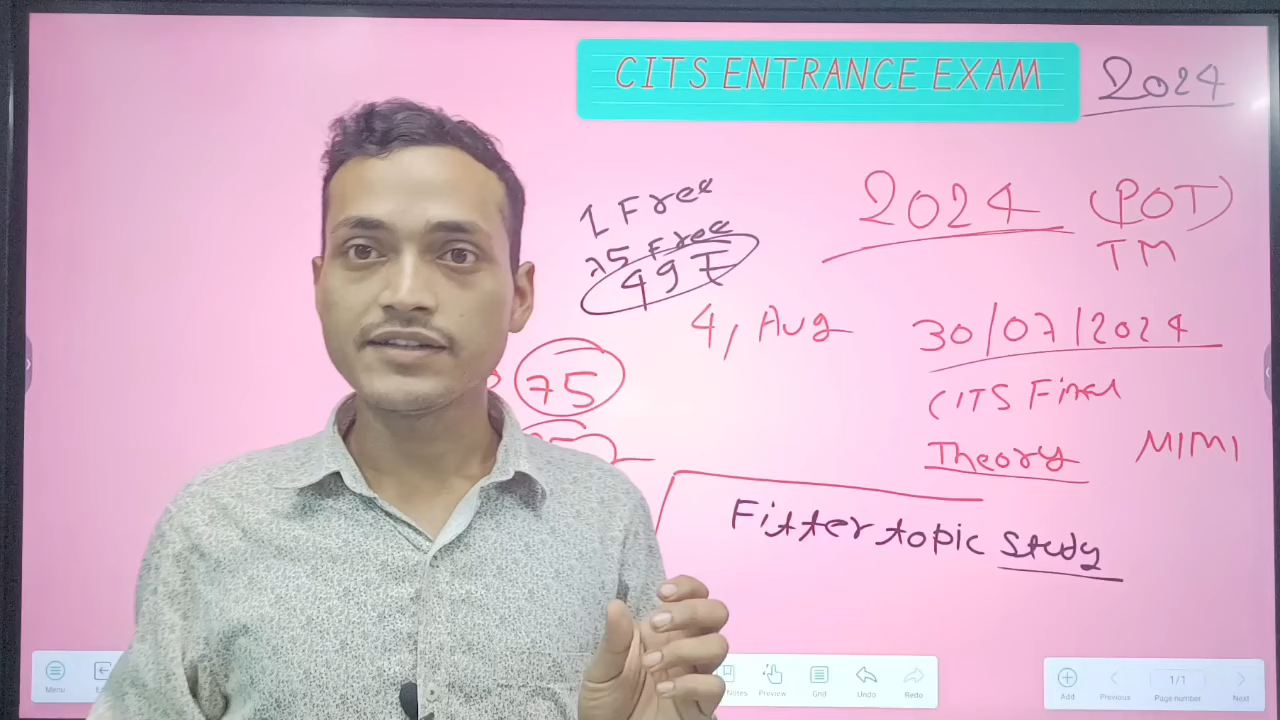 CITS ENTRANCE EXAM 2024
1 Free
75 Free
49₹
2024 (POT)
TM
4, Aug
30/07/2024
75
CITS Final
Theory MIMI
Fitter topic study
Menu
Notes Preview Grid Undo Redo
Add Previous 1/1 Page number Next